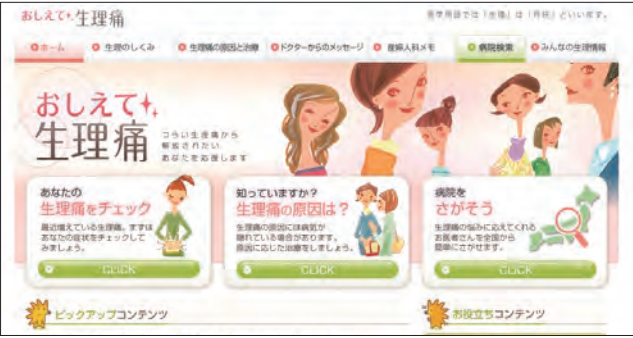 おしえて 生理痛
医学用語では「生理」は「月経」といいます。
ホーム 生理のしくみ 生理痛の原因と治療 ドクターからのメッセージ 産婦人科メモ 病院検索 みんなの生理情報
おしえて
生理痛
つらい生理痛から
解放されたい
あなたを応援します
あなたの
生理痛をチェック
最近増えている生理痛。まずは
あなたの症状をチェックして
みましょう。
CLICK
知っていますか？
生理痛の原因は？
生理痛の原因には病気が
隠れている場合があります。
原因に応じた治療をしましょう。
CLICK
病院を
さがそう
生理痛の悩みに応えてくれる
お医者さんを全国から
簡単にさがせます。
CLICK
ピックアップコンテンツ
お役立ちコンテンツ